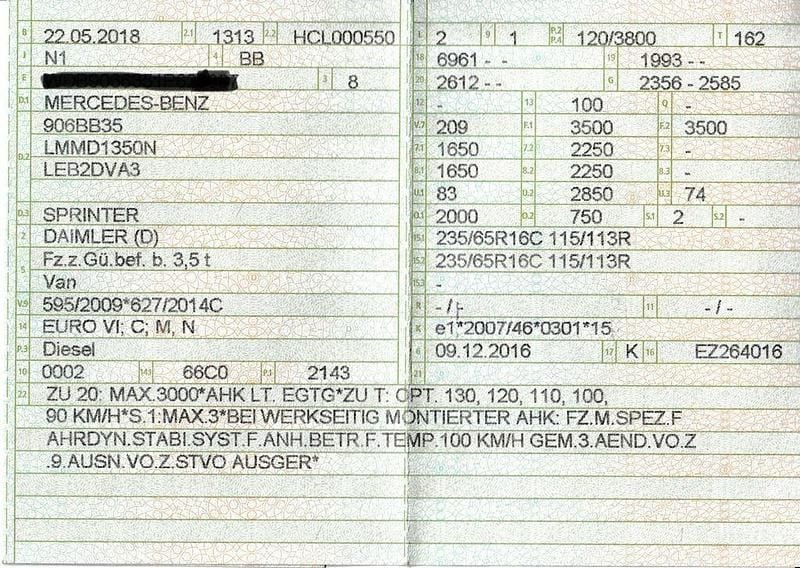 B 22.05.2018 2.1 1313 2.2 HCL000550
J N1 4 BB
E 3 8
D.1 MERCEDES-BENZ
906BB35
D.2 LMMD1350N
LEB2DVA3
D.3 SPRINTER
2 DAIMLER (D)
5 Fz.z.Gü.bef. b. 3,5 t
Van
V.9 595/2009*627/2014C
14 EURO VI; C; M, N
P.3 Diesel
10 0002 14.1 66C0 P.1 2143
L 2 9 1 P.2 P.4 120/3800 T 162
18 6961 - - 19 1993 - -
20 2612 - - G 2356 - 2585
12 - 13 100 Q -
V.7 209 F.1 3500 F.2 3500
7.1 1650 7.2 2250 7.3 -
8.1 1650 8.2 2250 8.3 -
U.1 83 U.2 2850 U.3 74
O.1 2000 O.2 750 S.1 2 S.2 -
15.1 235/65R16C 115/113R
15.2 235/65R16C 115/113R
15.3 -
R - / - 11 - / -
K e1*2007/46*0301*15
6 09.12.2016 17 K 16 EZ264016
21
22 ZU 20: MAX.3000*AHK LT. EGTG*ZU T: OPT. 130, 120, 110, 100,
90 KM/H*S.1:MAX.3*BEI WERKSEITIG MONTIERTER AHK: FZ.M.SPEZ.F
AHRDYN.STABI.SYST.F.ANH.BETR.F.TEMP.100 KM/H GEM.3.AEND.VO.Z
.9.AUSN.VO.Z.STVO AUSGER*